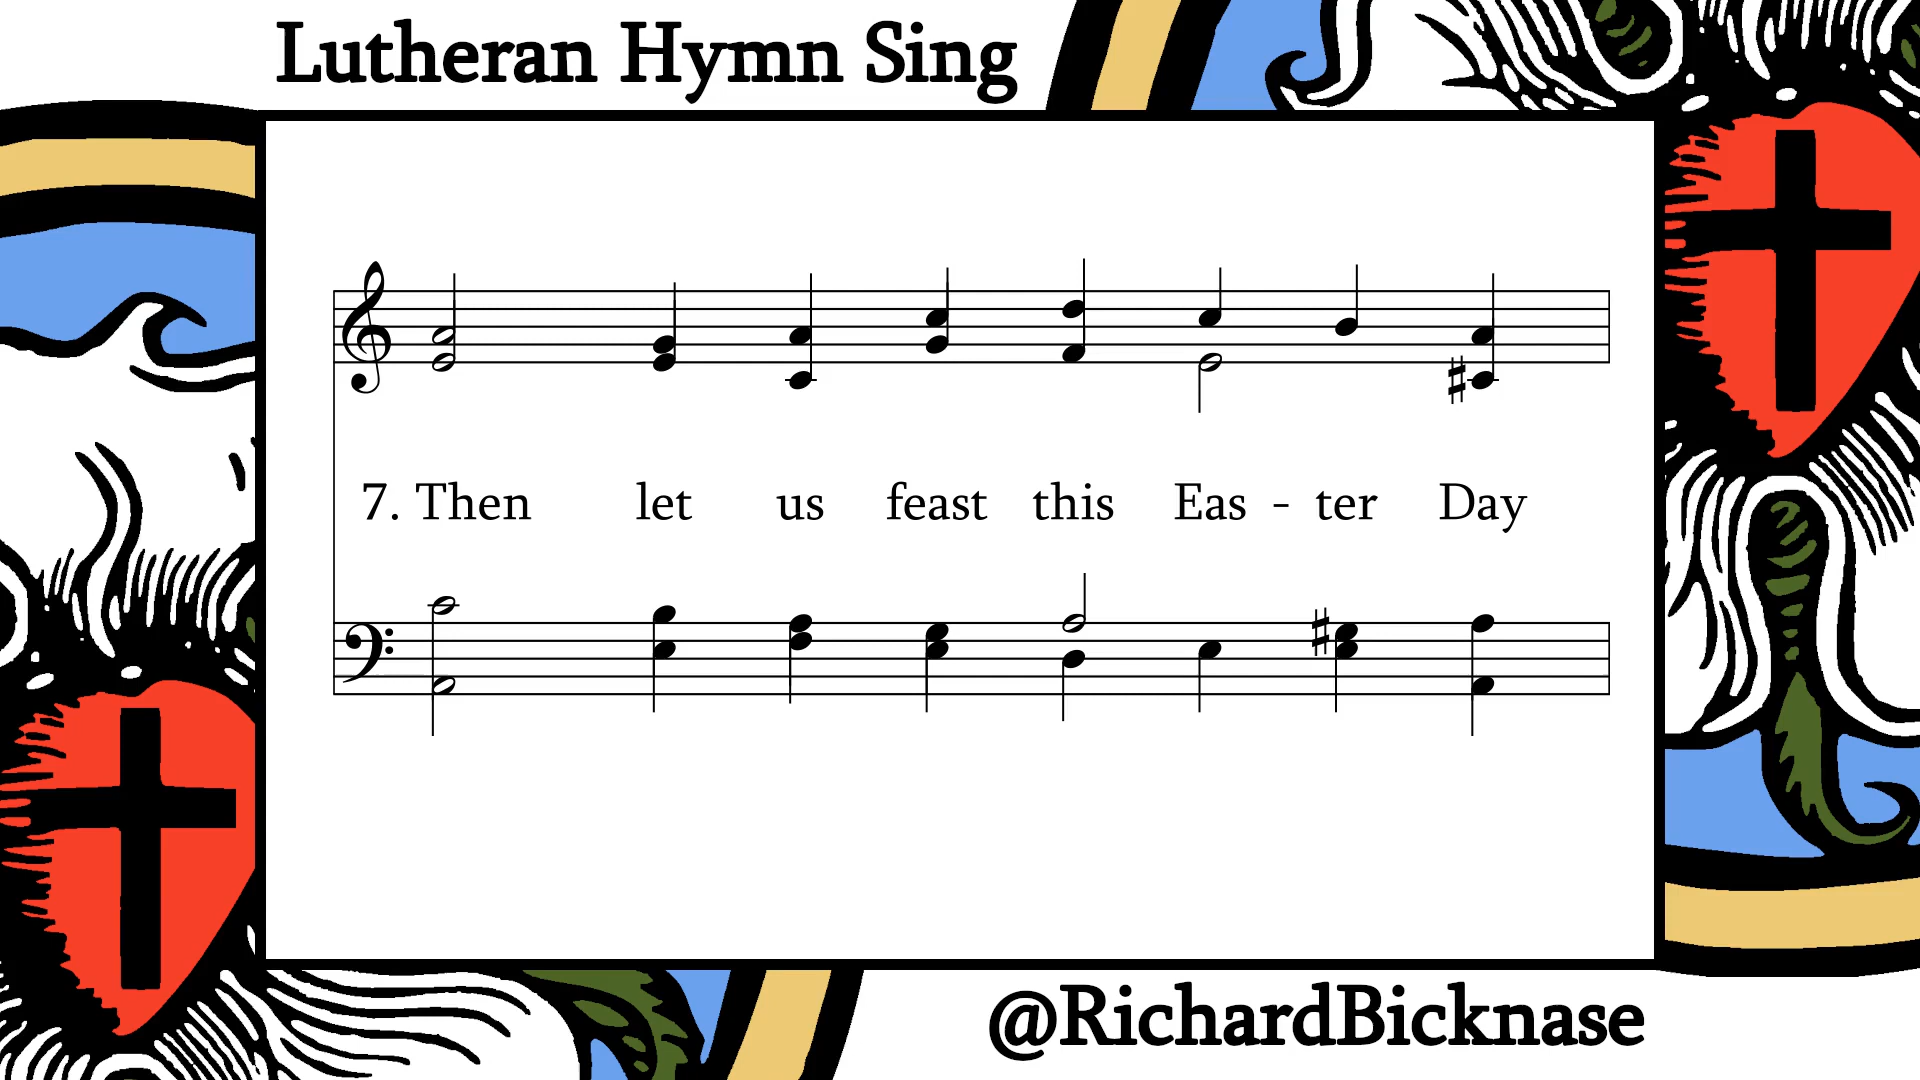 Lutheran Hymn Sing
7. Then let us feast this Eas - ter Day
@RichardBicknase